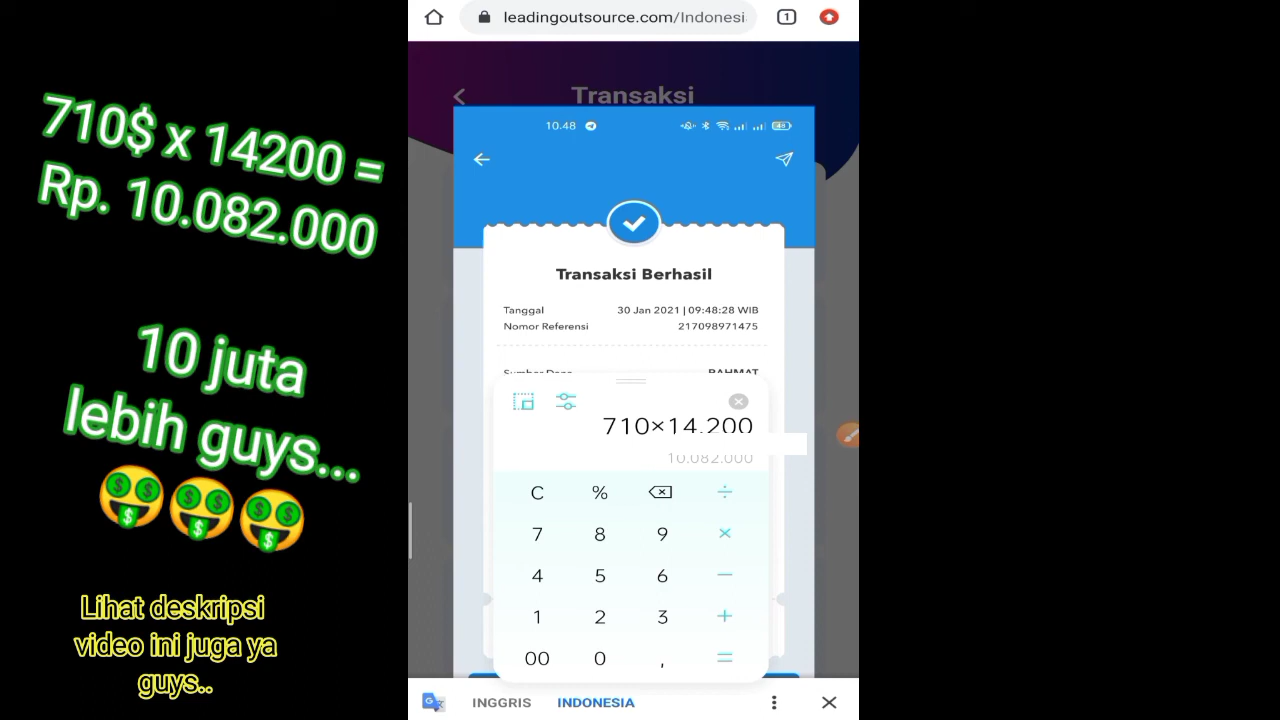 710$ x 14200 =
Rp. 10.082.000
10 juta
lebih guys...
Lihat deskripsi
video ini juga ya
guys..
leadingoutsource.com/Indonesi
1
Transaksi
10.48
Transaksi Berhasil
Tanggal 30 Jan 2021 | 09:48:28 WIB
Nomor Referensi 217098971475
Sumber Dana RAHMAT
710×14.200
10.082.000
C %  ÷
7 8 9 ×
4 5 6 −
1 2 3 +
00 0 , =
INGGRIS INDONESIA